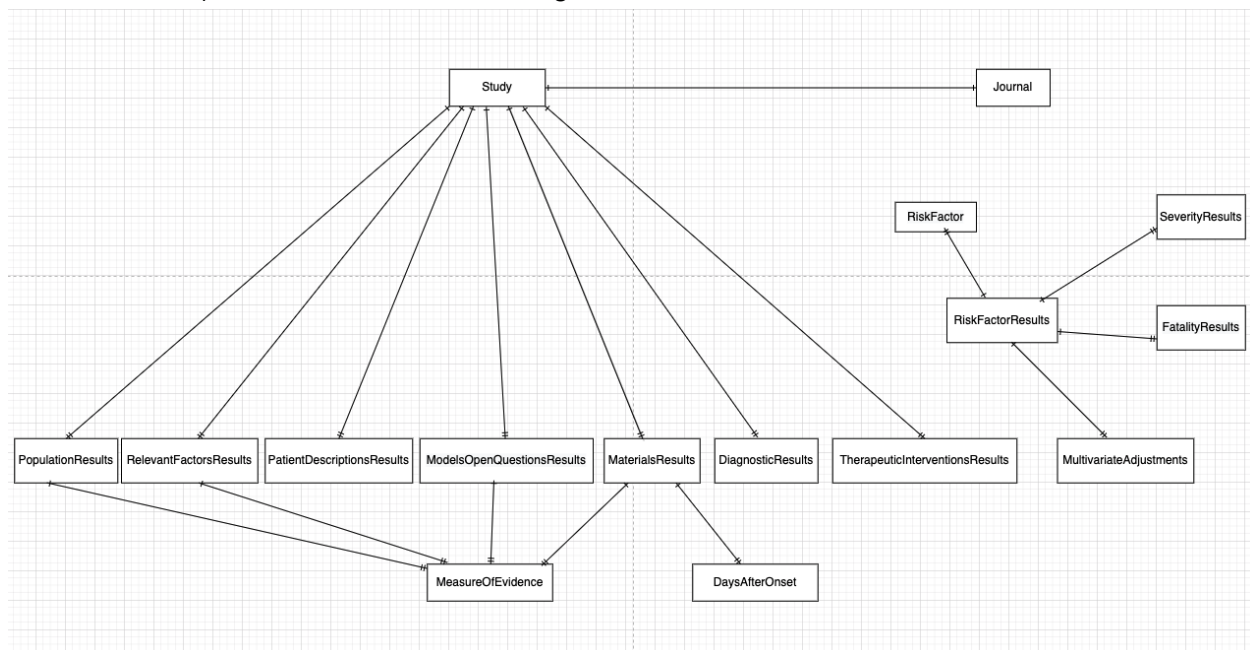 Study
Journal
RiskFactor
SeverityResults
RiskFactorResults
FatalityResults
PopulationResults
RelevantFactorsResults
PatientDescriptionsResults
ModelsOpenQuestionsResults
MaterialsResults
DiagnosticResults
TherapeuticInterventionsResults
MultivariateAdjustments
MeasureOfEvidence
DaysAfterOnset